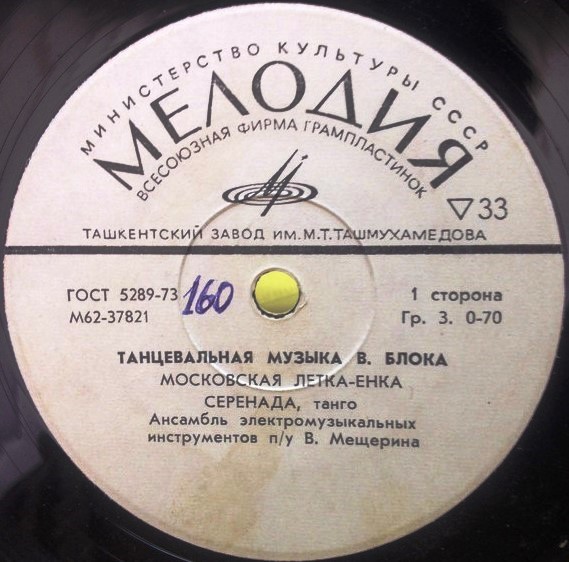 МИНИСТЕРСТВО КУЛЬТУРЫ СССР
МЕЛОДИЯ
ВСЕСОЮЗНАЯ ФИРМА ГРАМПЛАСТИНОК
▽33
ТАШКЕНТСКИЙ ЗАВОД ИМ.М.Т.ТАШМУХАМЕДОВА
ГОСТ 5289-73 160 1 сторона
М62-37821 Гр. 3. 0-70
ТАНЦЕВАЛЬНАЯ МУЗЫКА В. БЛОКА
МОСКОВСКАЯ ЛЕТКА-ЕНКА
СЕРЕНАДА, танго
Ансамбль электромузыкальных
инструментов п/у В. Мещерина